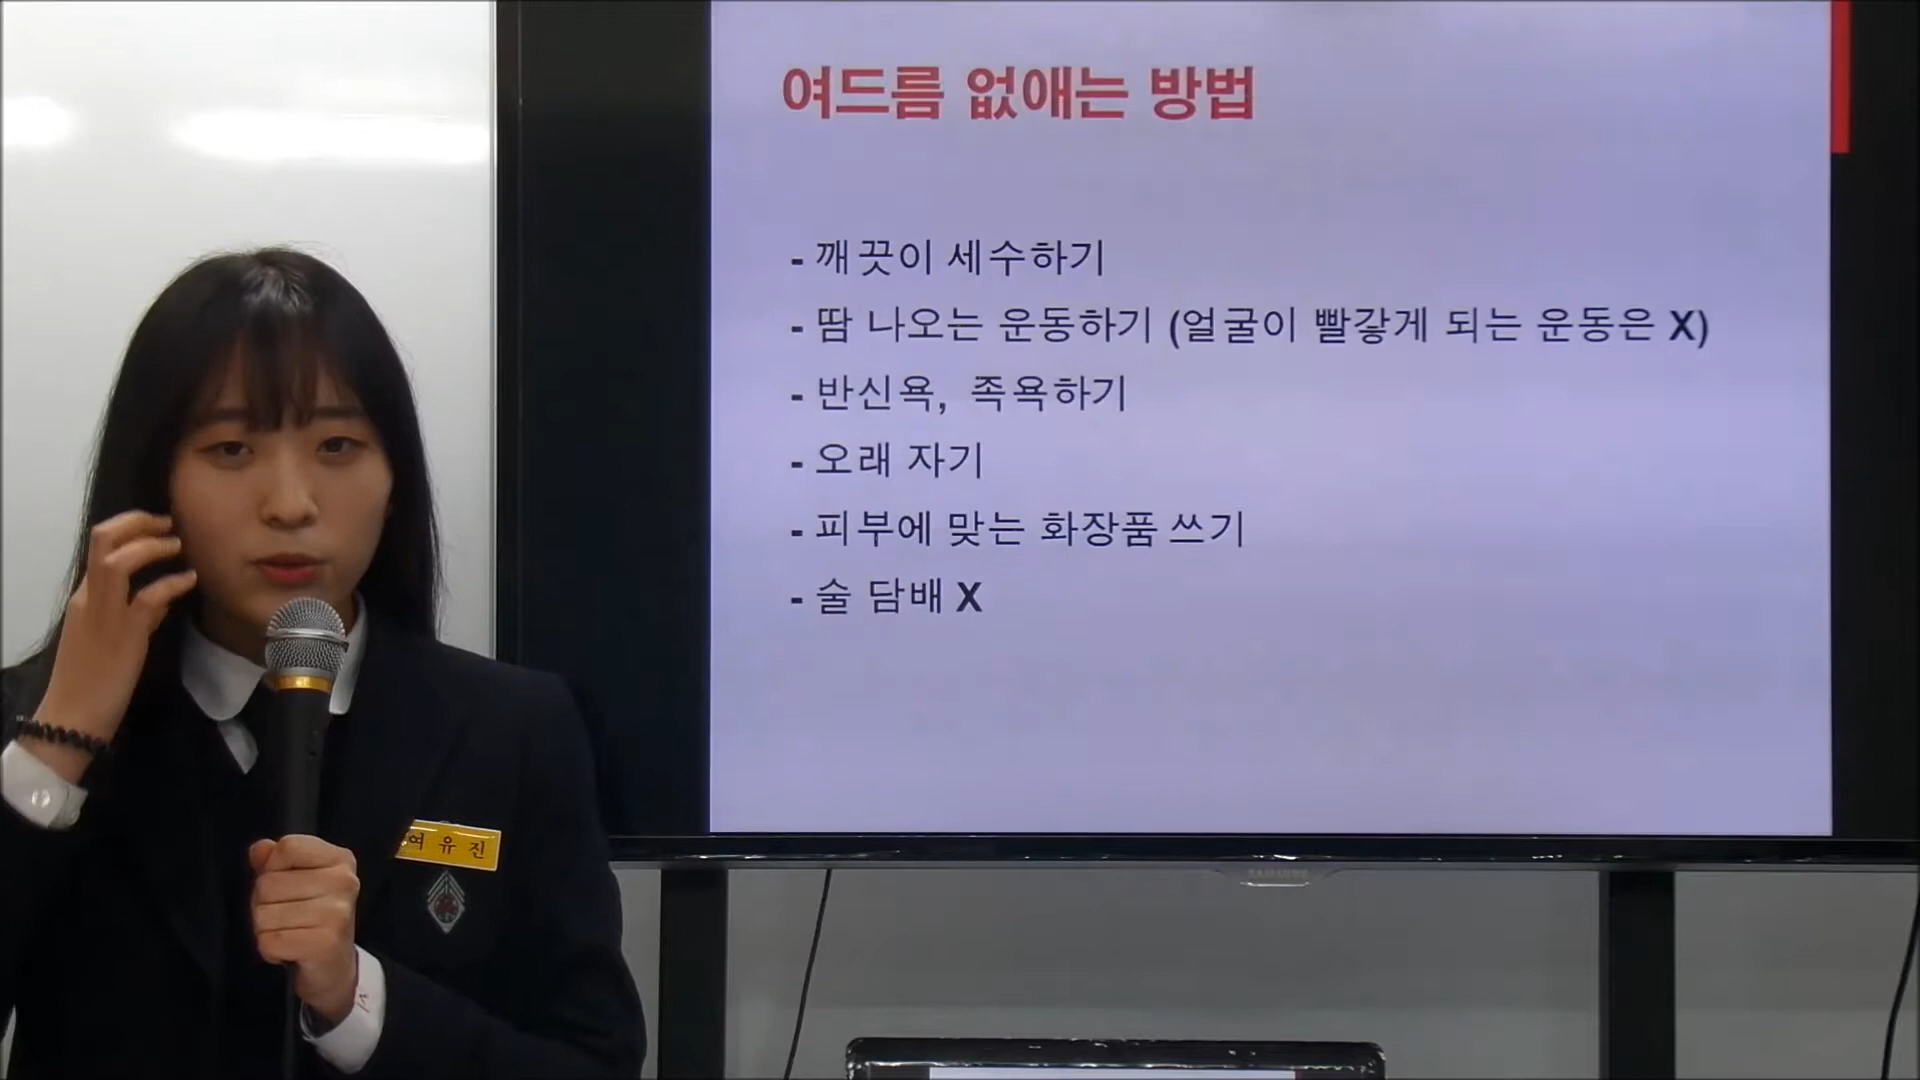 여드름 없애는 방법
- 깨끗이 세수하기
- 땀 나오는 운동하기 (얼굴이 빨갛게 되는 운동은 X)
- 반신욕, 족욕하기
- 오래 자기
- 피부에 맞는 화장품 쓰기
- 술 담배 X
여유진
SAMSUNG